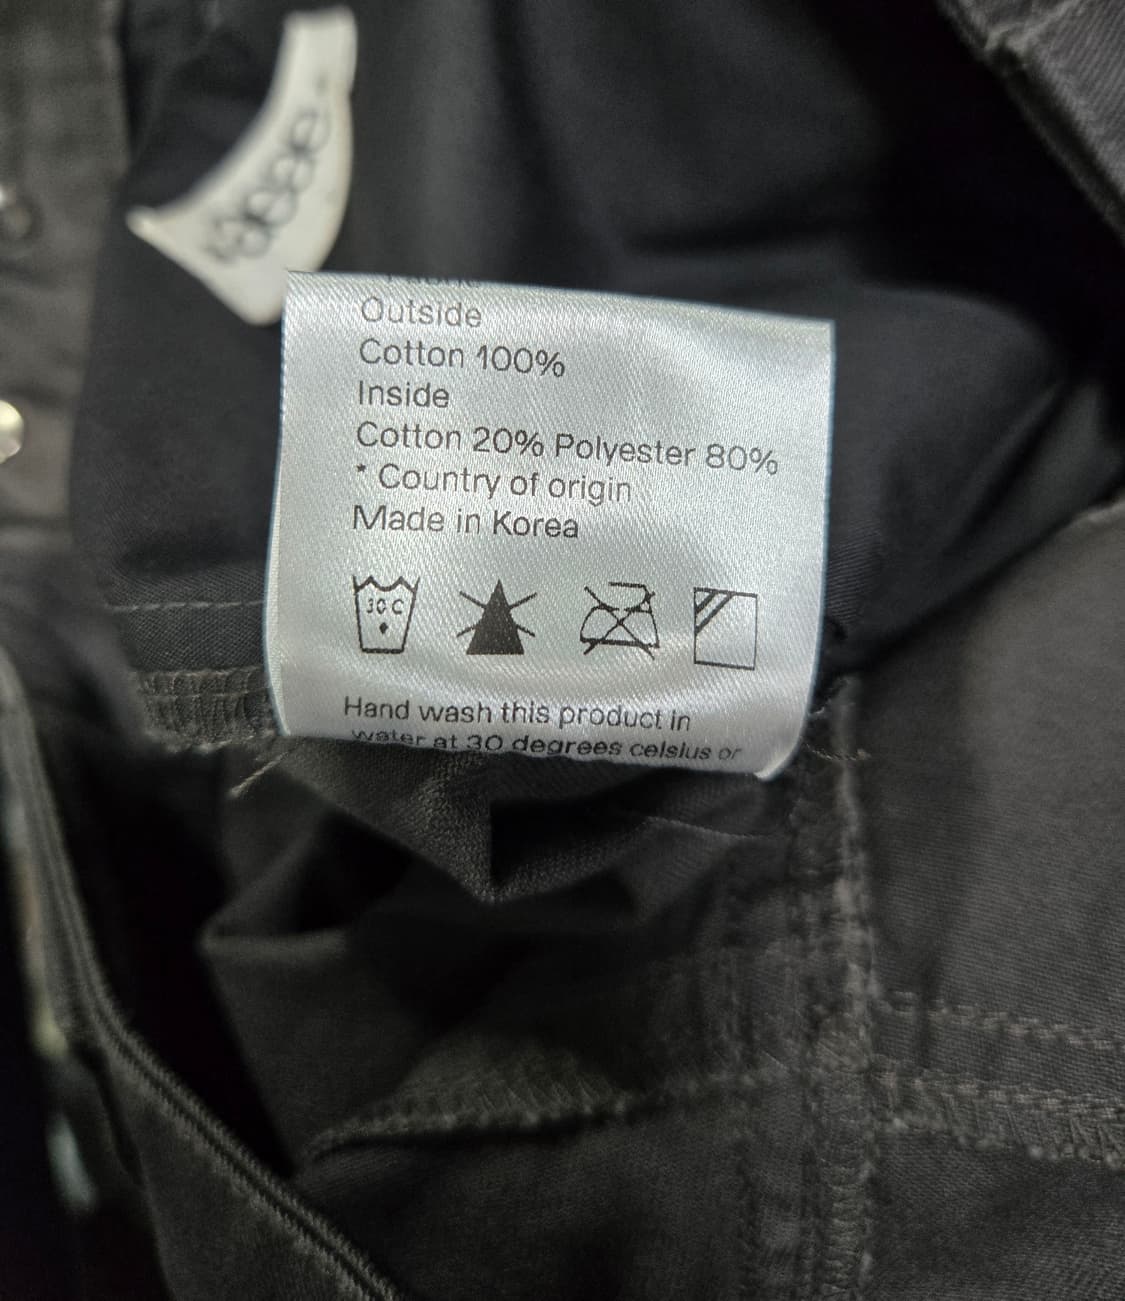 Outside
Cotton 100%
Inside
Cotton 20% Polyester 80%
* Country of origin
Made in Korea
30 C
Hand wash this product in
water at 30 degrees celsius or